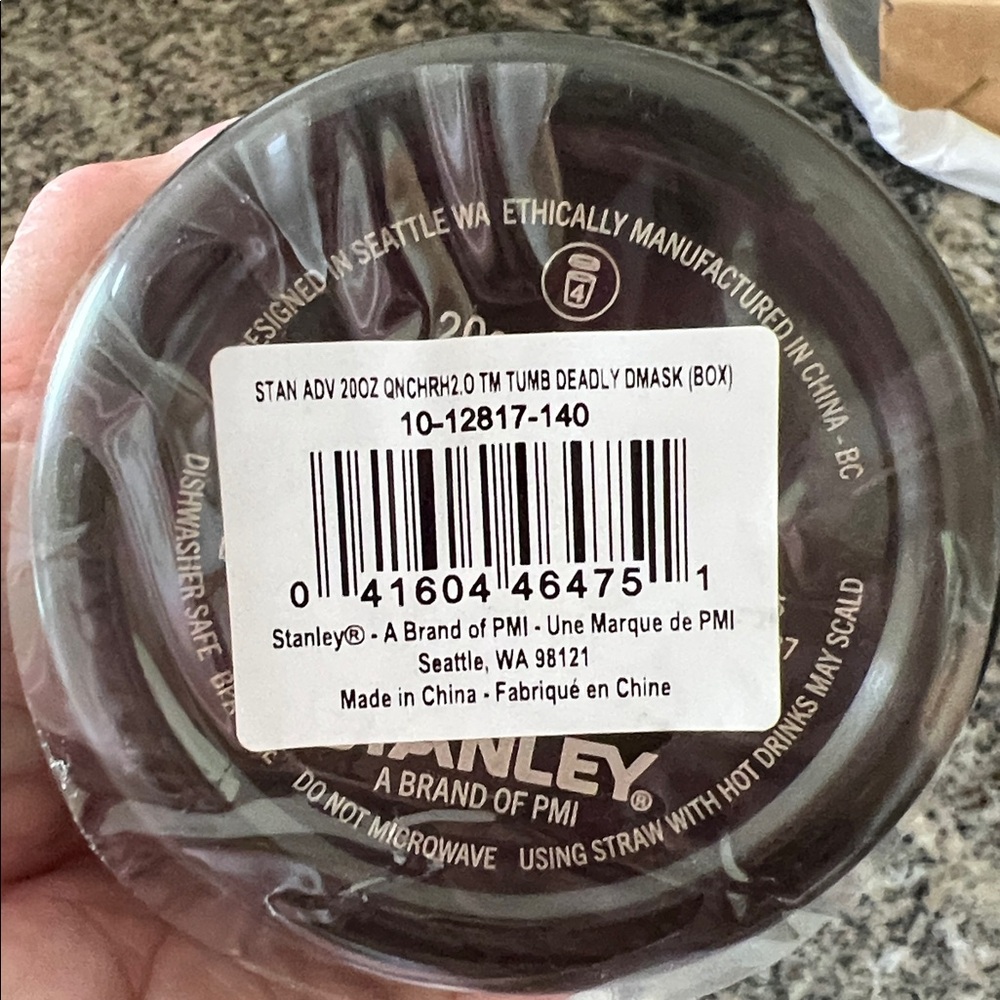 DESIGNED IN SEATTLE WA ETHICALLY MANUFACTURED IN CHINA - BC
4
STAN ADV 20OZ QNCHRH2.0 TM TUMB DEADLY DMASK (BOX)
10-12817-140
0 41604 46475 1
Stanley® - A Brand of PMI - Une Marque de PMI
Seattle, WA 98121
Made in China - Fabriqué en Chine
STANLEY®
A BRAND OF PMI
DISHWASHER SAFE
DO NOT MICROWAVE
USING STRAW WITH HOT DRINKS MAY SCALD